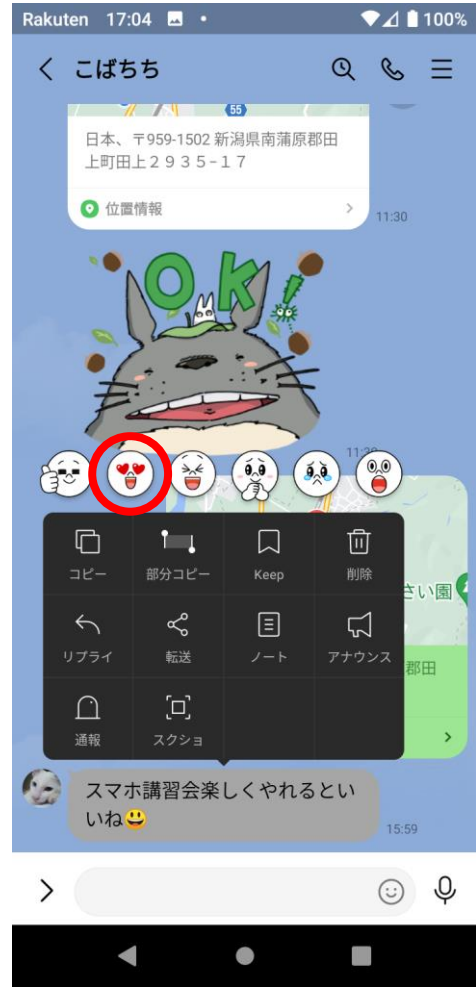 Rakuten 17:04 100%
こばちち
55
日本、〒959-1502 新潟県南蒲原郡田
上町田上２９３５−１７
位置情報
11:30
OK!
コピー 部分コピー Keep 削除
さい園
リプライ 転送 ノート アナウンス
郡田
通報 スクショ
スマホ講習会楽しくやれるとい
いね😃
15:59